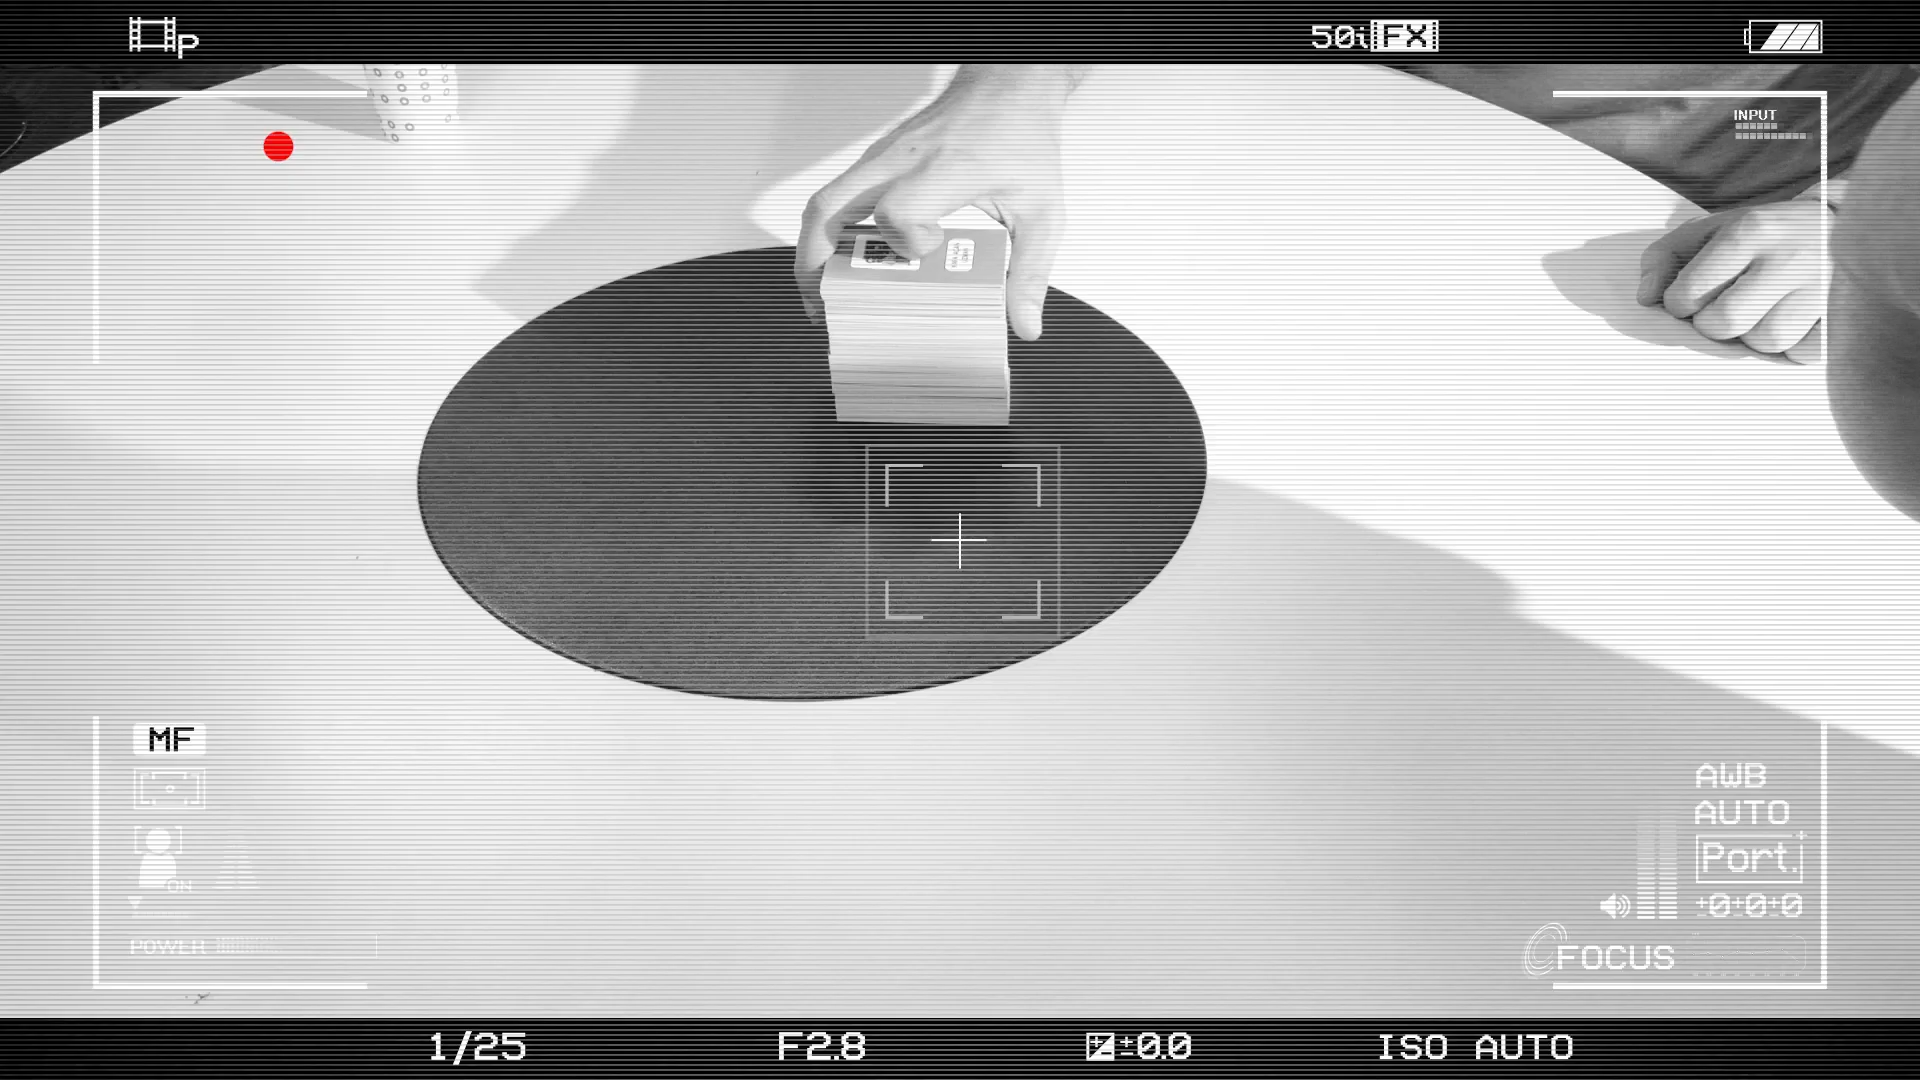 P
50i FX
INPUT
MF
ON
POWER
AWB
AUTO
Port.
±0±0±0
FOCUS
1/25
F2.8
±0.0
ISO AUTO